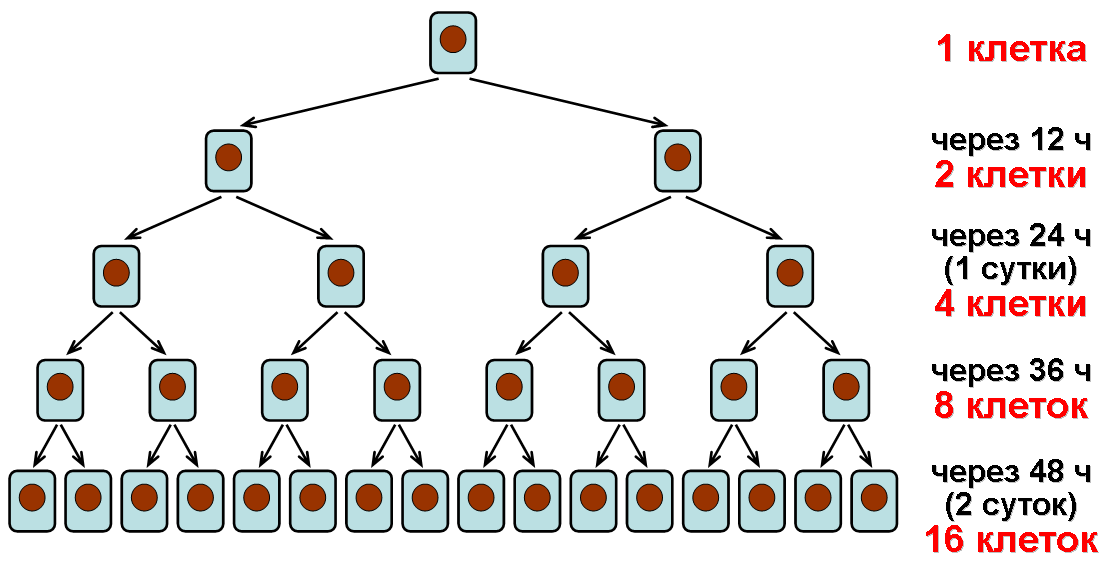 1 клетка
через 12 ч
2 клетки
через 24 ч
(1 сутки)
4 клетки
через 36 ч
8 клеток
через 48 ч
(2 суток)
16 клеток